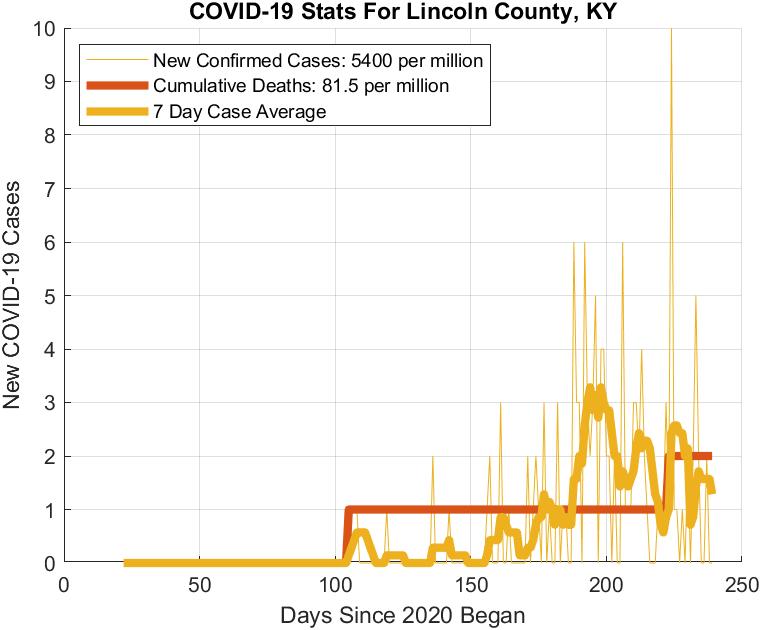 COVID-19 Stats For Lincoln County, KY
New Confirmed Cases: 5400 per million
Cumulative Deaths: 81.5 per million
7 Day Case Average
New COVID-19 Cases
10
9
8
7
6
5
4
3
2
1
0
0 50 100 150 200 250
Days Since 2020 Began